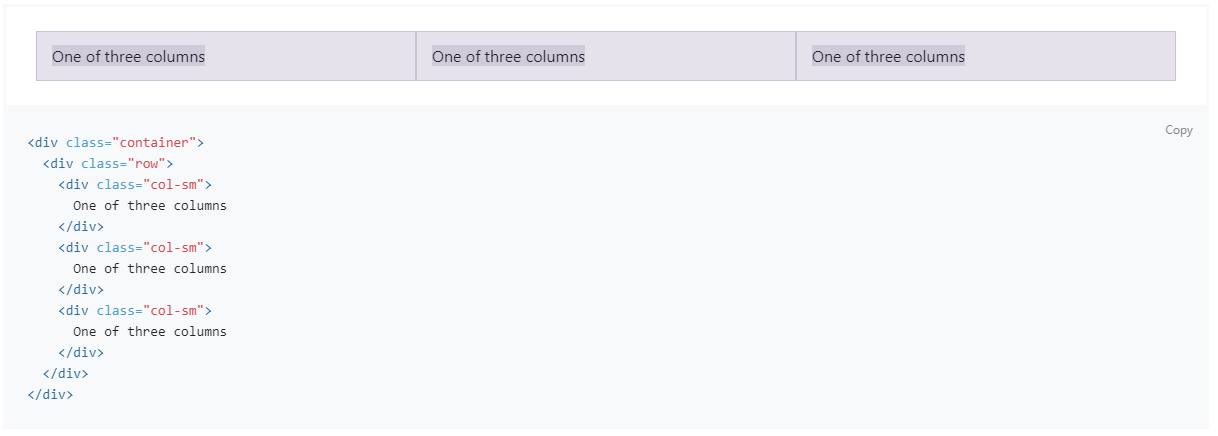 One of three columns One of three columns One of three columns
Copy
<div class="container">
  <div class="row">
    <div class="col-sm">
      One of three columns
    </div>
    <div class="col-sm">
      One of three columns
    </div>
    <div class="col-sm">
      One of three columns
    </div>
  </div>
</div>